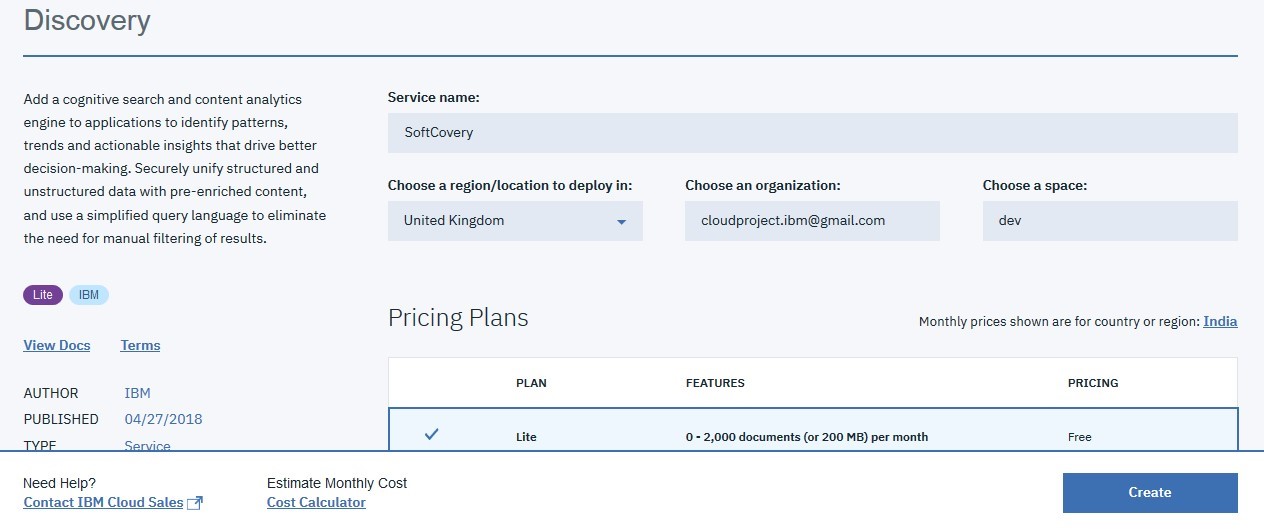 Discovery
Add a cognitive search and content analytics
engine to applications to identify patterns,
trends and actionable insights that drive better
decision-making. Securely unify structured and
unstructured data with pre-enriched content,
and use a simplified query language to eliminate
the need for manual filtering of results.
Lite IBM
View Docs Terms
AUTHOR IBM
PUBLISHED 04/27/2018
TYPE Service
Service name:
SoftCovery
Choose a region/location to deploy in: Choose an organization: Choose a space:
United Kingdom cloudproject.ibm@gmail.com dev
Pricing Plans Monthly prices shown are for country or region: India
PLAN FEATURES PRICING
Lite 0 - 2,000 documents (or 200 MB) per month Free
Need Help? Estimate Monthly Cost
Contact IBM Cloud Sales Cost Calculator
Create